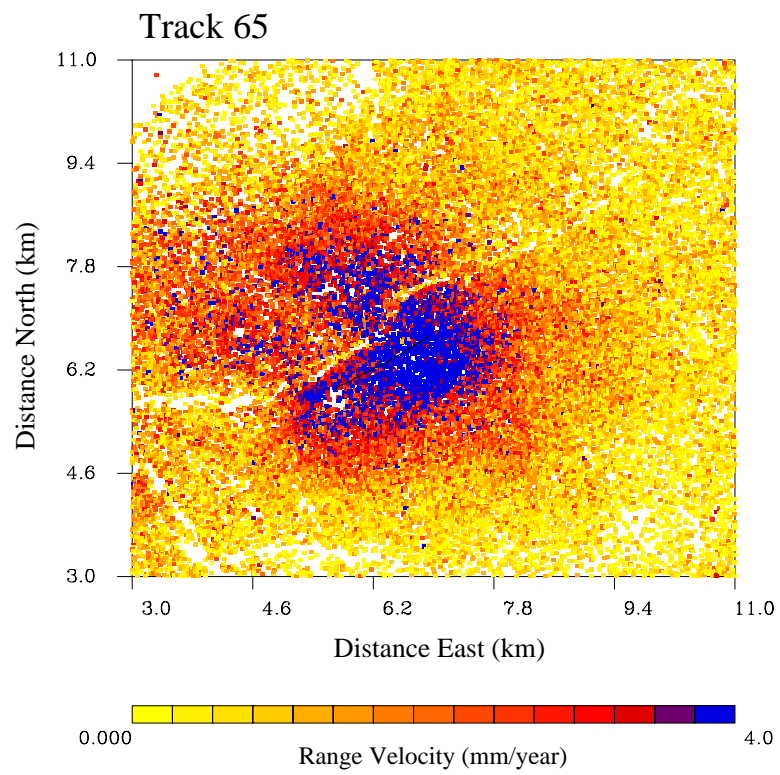 Track 65
11.0
9.4
7.8
6.2
4.6
3.0
Distance North (km)
3.0 4.6 6.2 7.8 9.4 11.0
Distance East (km)
0.000 4.0
Range Velocity (mm/year)